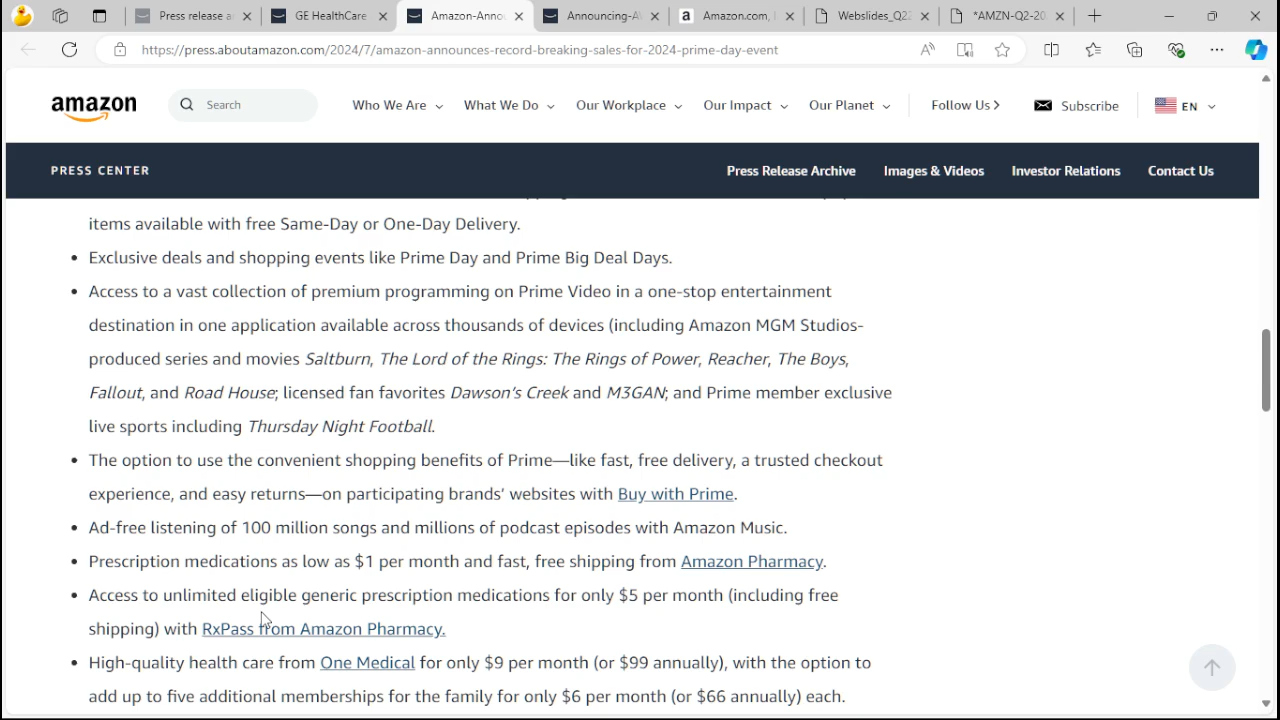 Press release a
GE HealthCare
Amazon-Annou
Announcing-A
Amazon.com, I
Webslides_Q22
*AMZN-Q2-20
https://press.aboutamazon.com/2024/7/amazon-announces-record-breaking-sales-for-2024-prime-day-event
amazon
Search
Who We Are
What We Do
Our Workplace
Our Impact
Our Planet
Follow Us
Subscribe
EN
PRESS CENTER
Press Release Archive
Images & Videos
Investor Relations
Contact Us
items available with free Same-Day or One-Day Delivery.
• Exclusive deals and shopping events like Prime Day and Prime Big Deal Days.
• Access to a vast collection of premium programming on Prime Video in a one-stop entertainment
destination in one application available across thousands of devices (including Amazon MGM Studios-
produced series and movies Saltburn, The Lord of the Rings: The Rings of Power, Reacher, The Boys,
Fallout, and Road House; licensed fan favorites Dawson's Creek and M3GAN; and Prime member exclusive
live sports including Thursday Night Football.
• The option to use the convenient shopping benefits of Prime—like fast, free delivery, a trusted checkout
experience, and easy returns—on participating brands' websites with Buy with Prime.
• Ad-free listening of 100 million songs and millions of podcast episodes with Amazon Music.
• Prescription medications as low as $1 per month and fast, free shipping from Amazon Pharmacy.
• Access to unlimited eligible generic prescription medications for only $5 per month (including free
shipping) with RxPass from Amazon Pharmacy.
• High-quality health care from One Medical for only $9 per month (or $99 annually), with the option to
add up to five additional memberships for the family for only $6 per month (or $66 annually) each.